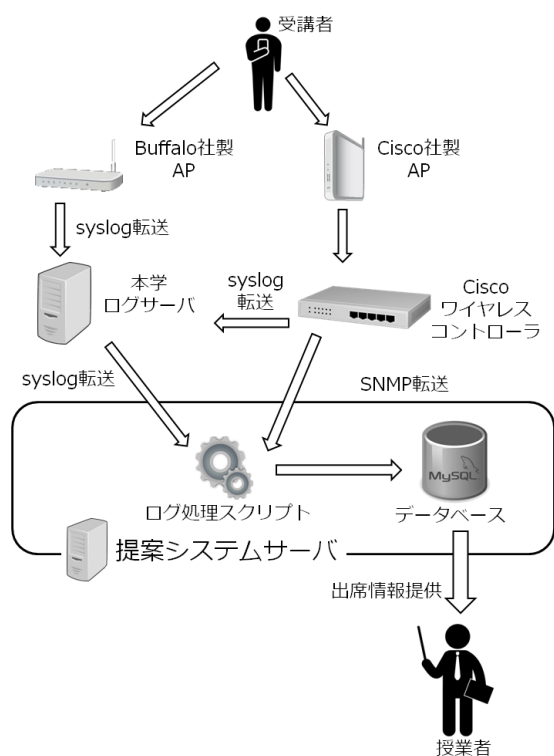 受講者
Buffalo社製
AP
Cisco社製
AP
syslog転送
本学
ログサーバ
syslog
転送
Cisco
ワイヤレス
コントローラ
syslog転送
SNMP転送
MySQL
ログ処理スクリプト
データベース
提案システムサーバ
出席情報提供
授業者